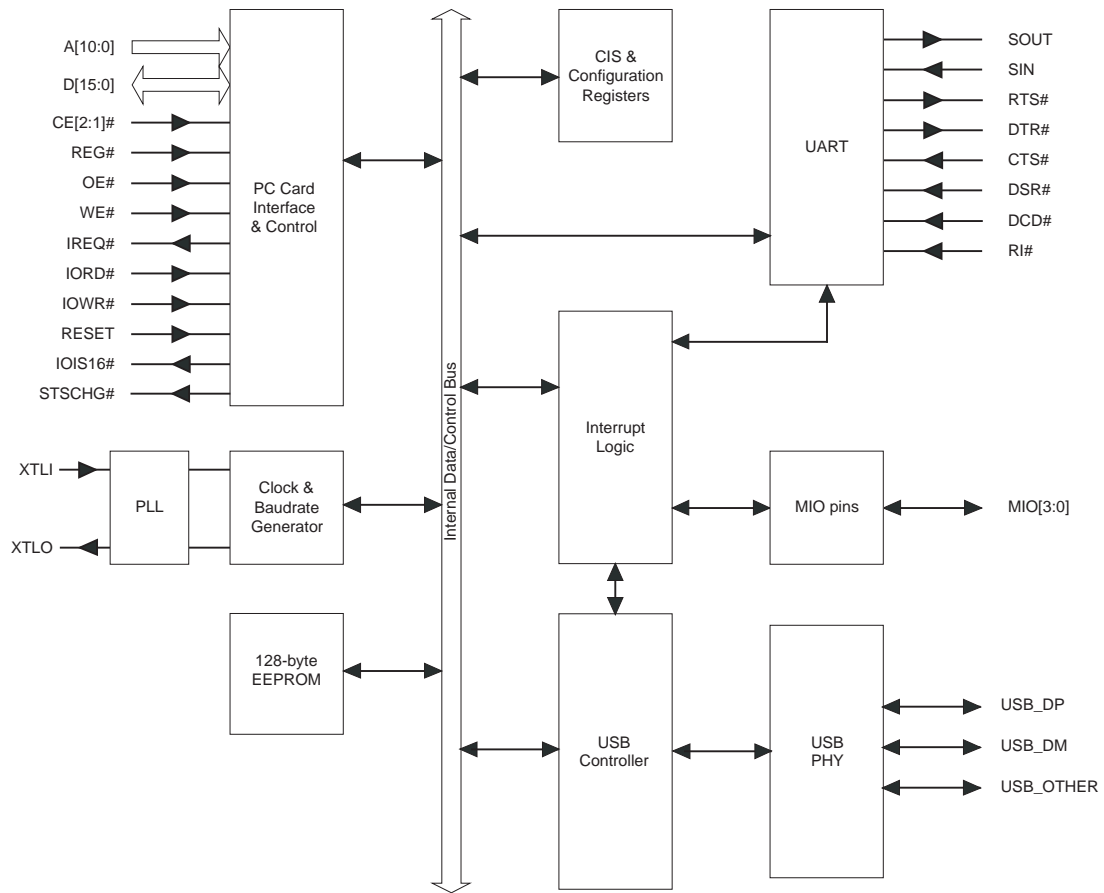 A[10:0]
D[15:0]
CE[2:1]#
REG#
OE#
WE#
IREQ#
IORD#
IOWR#
RESET
IOIS16#
STSCHG#
PC Card
Interface
& Control
XTLI
XTLO
PLL
Clock &
Baudrate
Generator
128-byte
EEPROM
Internal Data/Control Bus
CIS &
Configuration
Registers
UART
SOUT
SIN
RTS#
DTR#
CTS#
DSR#
DCD#
RI#
Interrupt
Logic
MIO pins
MIO[3:0]
USB
Controller
USB
PHY
USB_DP
USB_DM
USB_OTHER